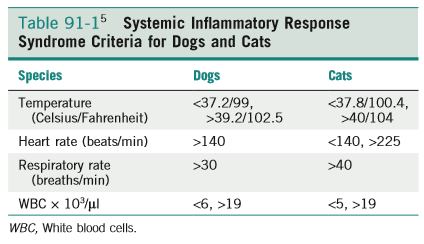 Table 91-1⁵ Systemic Inflammatory Response
Syndrome Criteria for Dogs and Cats
Species Dogs Cats
Temperature <37.2/99, <37.8/100.4,
(Celsius/Fahrenheit) >39.2/102.5 >40/104
Heart rate (beats/min) >140 <140, >225
Respiratory rate >30 >40
(breaths/min)
WBC × 10³/µl <6, >19 <5, >19
WBC, White blood cells.